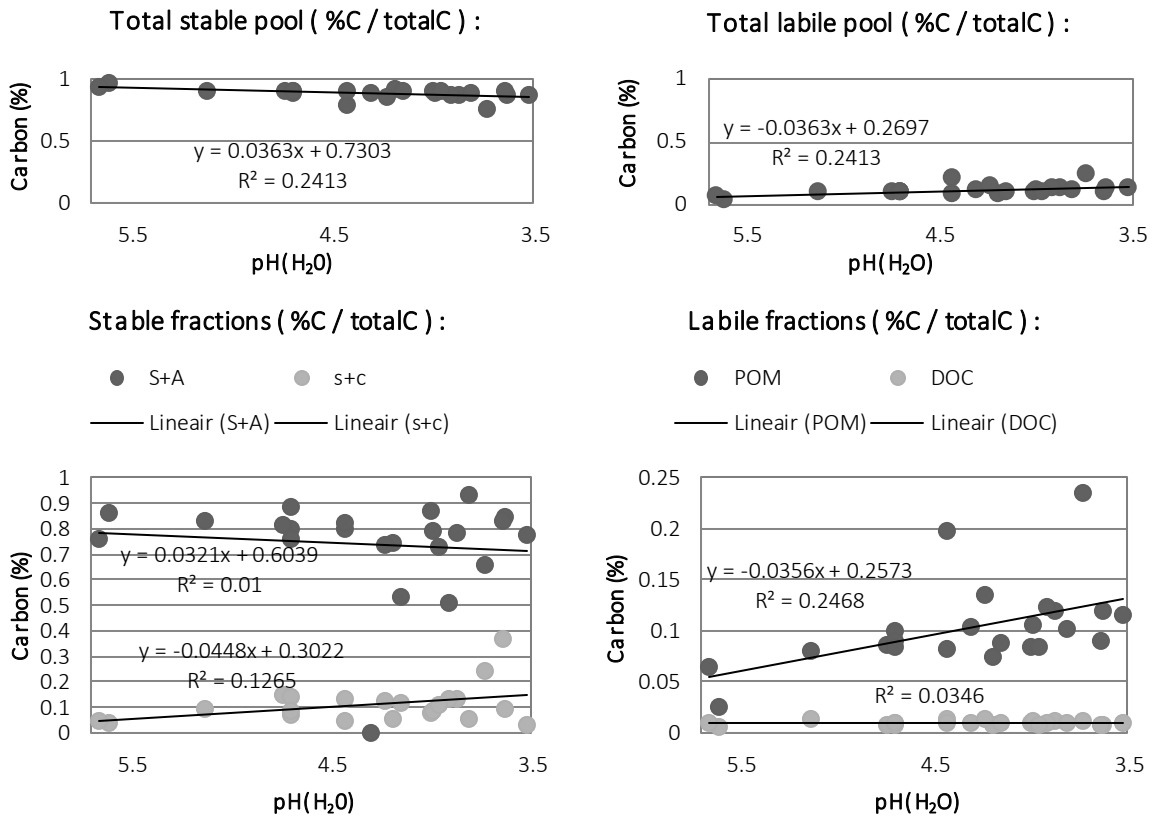 Total stable pool ( %C / totalC ) :
Carbon (%)
1
0.5
0
y = 0.0363x + 0.7303
R² = 0.2413
5.5 4.5 3.5
pH(H₂0)
Total labile pool ( %C / totalC ) :
Carbon (%)
1
0.5
0
y = -0.0363x + 0.2697
R² = 0.2413
5.5 4.5 3.5
pH(H₂O)
Stable fractions ( %C / totalC ) :
S+A s+c
Lineair (S+A) Lineair (s+c)
Carbon (%)
1
0.9
0.8
0.7
0.6
0.5
0.4
0.3
0.2
0.1
0
y = 0.0321x + 0.6039
R² = 0.01
y = -0.0448x + 0.3022
R² = 0.1265
5.5 4.5 3.5
pH(H₂0)
Labile fractions ( %C / totalC ) :
POM DOC
Lineair (POM) Lineair (DOC)
Carbon (%)
0.25
0.2
0.15
0.1
0.05
0
y = -0.0356x + 0.2573
R² = 0.2468
R² = 0.0346
5.5 4.5 3.5
pH(H₂O)